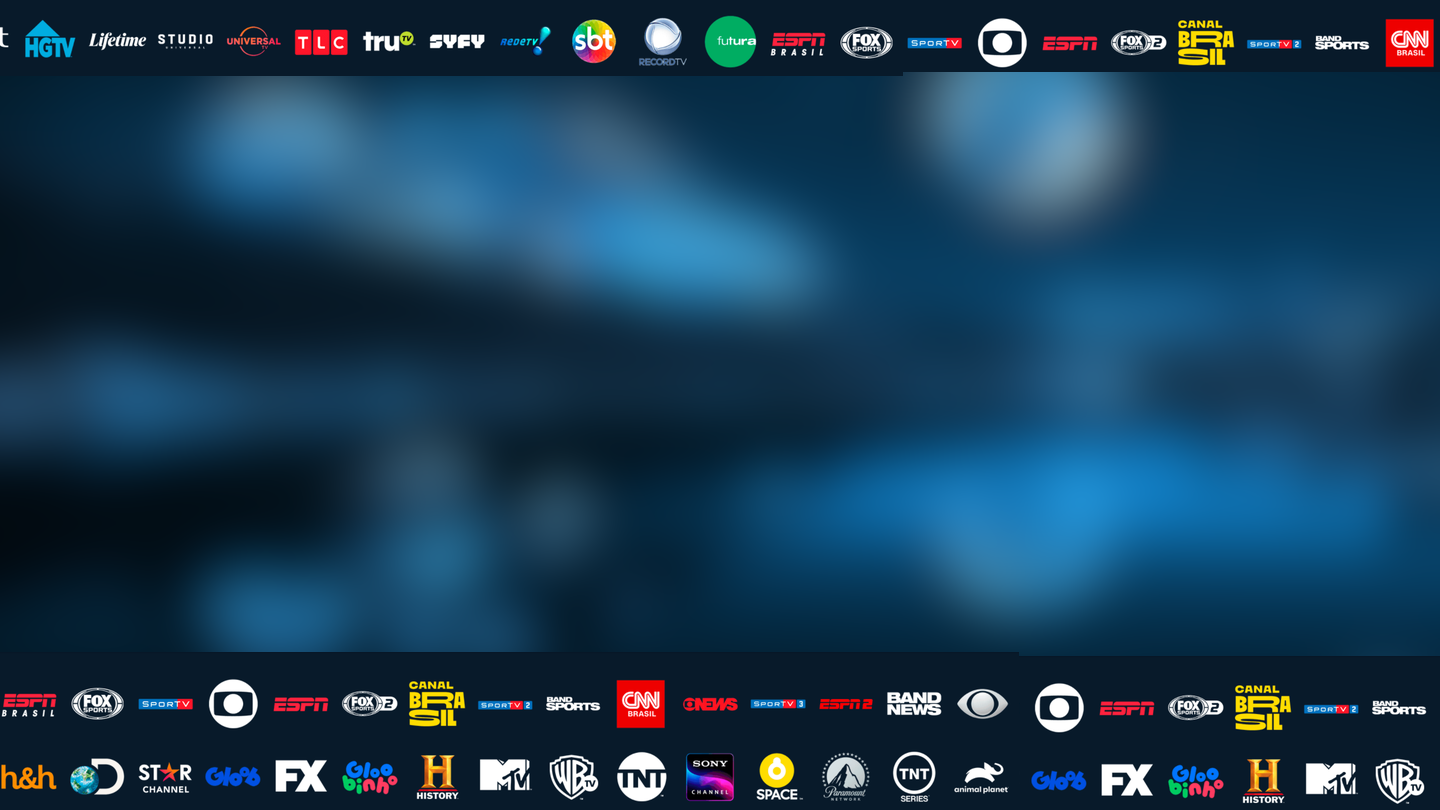 t HGTV Lifetime STUDIO UNIVERSAL UNIVERSAL TV TLC truTV SYFY REDETV! sbt RECORDTV futura ESPN BRASIL FOX SPORTS SPORTV ESPN FOX SPORTS 2 CANAL BRASIL SPORTV 2 BAND SPORTS CNN BRASIL
ESPN BRASIL FOX SPORTS SPORTV ESPN FOX SPORTS 2 CANAL BRASIL SPORTV 2 BAND SPORTS CNN BRASIL G NEWS SPORTV 3 ESPN 2 BAND NEWS ESPN FOX SPORTS 2 CANAL BRASIL SPORTV 2 BAND SPORTS
h&h D STAR CHANNEL Gloob FX Gloobinho H HISTORY MTV WB TV TNT SONY CHANNEL SPACE Paramount NETWORK TNT SERIES animal planet Gloob FX Gloobinho H HISTORY MTV WB TV